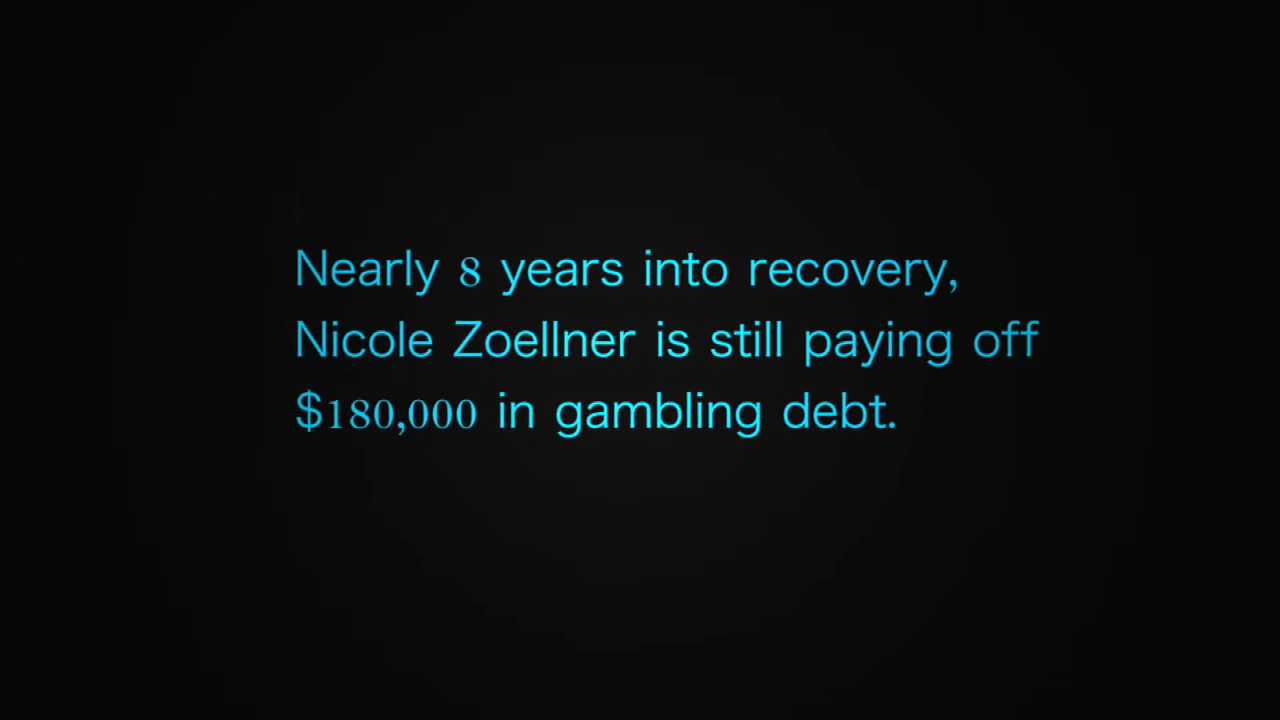 Nearly 8 years into recovery,
Nicole Zoellner is still paying off
$180,000 in gambling debt.